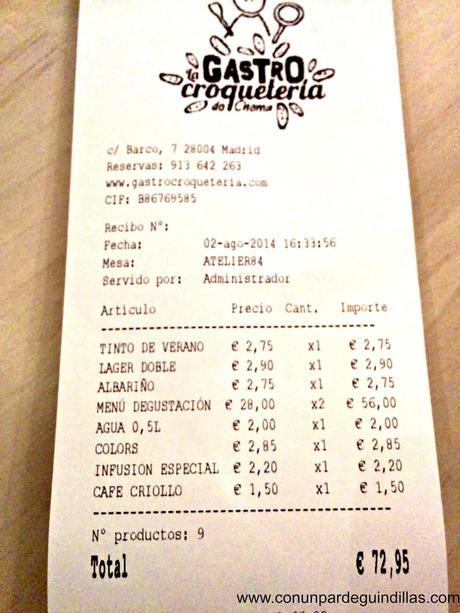 la GASTRO
croquetería
de Chema
c/ Barco, 7 28004 Madrid
Reservas: 913 642 263
www.gastrocroqueteria.com
CIF: B86769585
Recibo Nº:
Fecha: 02-ago-2014 16:33:56
Mesa: ATELIER84
Servido por: Administrador
Articulo Precio Cant. Importe
TINTO DE VERANO € 2,75 x1 € 2,75
LAGER DOBLE € 2,90 x1 € 2,90
ALBARIÑO € 2,75 x1 € 2,75
MENÚ DEGUSTACIÓN € 28,00 x2 € 56,00
AGUA 0,5L € 2,00 x1 € 2,00
COLORS € 2,85 x1 € 2,85
INFUSION ESPECIAL € 2,20 x1 € 2,20
CAFE CRIOLLO € 1,50 x1 € 1,50
Nº productos: 9
Total € 72,95
www.conunpardeguindillas.com